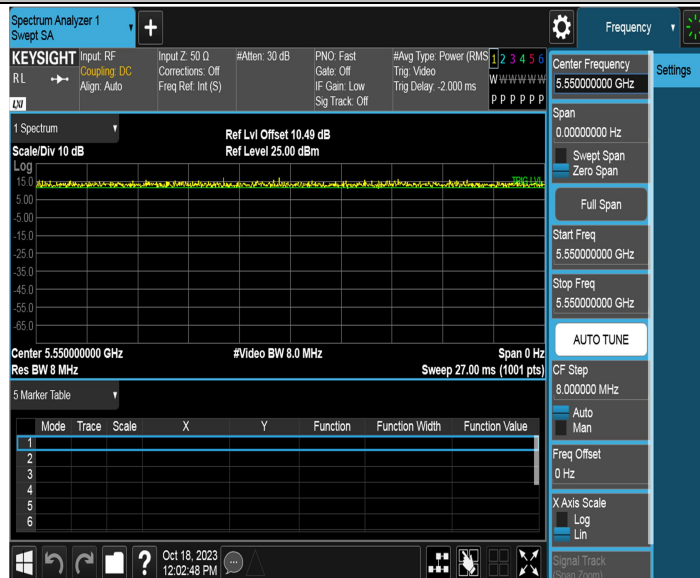 Spectrum Analyzer 1
Swept SA
Frequency
KEYSIGHT
RL
LXI
Input: RF
Coupling: DC
Align: Auto
Input Z: 50 Ω
Corrections: Off
Freq Ref: Int (S)
#Atten: 30 dB
PNO: Fast
Gate: Off
IF Gain: Low
Sig Track: Off
#Avg Type: Power (RMS
Trig: Video
Trig Delay: -2.000 ms
1 2 3 4 5 6
W W W W W W
P P P P P P
Center Frequency
5.550000000 GHz
Settings
Span
0.00000000 Hz
Swept Span
Zero Span
Full Span
Start Freq
5.550000000 GHz
Stop Freq
5.550000000 GHz
AUTO TUNE
CF Step
8.000000 MHz
Auto
Man
Freq Offset
0 Hz
X Axis Scale
Log
Lin
Signal Track
(Span Zoom)
1 Spectrum
Scale/Div 10 dB
Ref Lvl Offset 10.49 dB
Ref Level 25.00 dBm
Log
15.0
5.00
-5.00
-15.0
-25.0
-35.0
-45.0
-55.0
-65.0
TRIG LVL
Center 5.550000000 GHz
#Video BW 8.0 MHz
Span 0 Hz
Res BW 8 MHz
Sweep 27.00 ms (1001 pts)
5 Marker Table
Mode Trace Scale X Y Function Function Width Function Value
1
2
3
4
5
6
Oct 18, 2023
12:02:48 PM